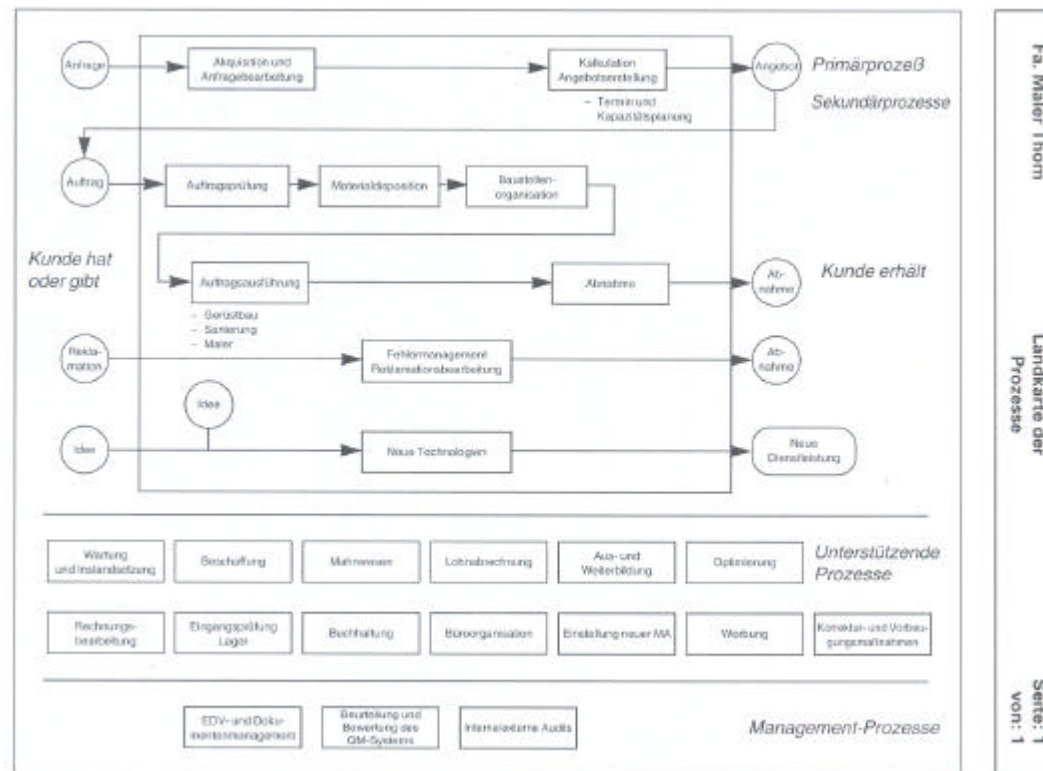 Anfrage
Akquisition und
Anfragebearbeitung
Kalkulation
Angebotserstellung
– Termin und
Kapazitätsplanung
Angebot
Primärprozeß
Sekundärprozesse
Auftrag
Auftragsprüfung
Materialdisposition
Baustellen-
organisation
Kunde hat
oder gibt
Auftragsausführung
– Gerüstbau
– Sanierung
– Maler
Abnahme
Ab-
nahme
Kunde erhält
Rekla-
mation
Fehlermanagement
Reklamationsbearbeitung
Ab-
nahme
Idee
Idee
Neue Technologien
Neue
Dienstleistung
Wartung
und Instandsetzung
Beschaffung
Mahnwesen
Lohnabrechnung
Aus- und
Weiterbildung
Optimierung
Unterstützende
Prozesse
Rechnungs-
bearbeitung
Eingangsprüfung
Lager
Buchhaltung
Büroorganisation
Einstellung neuer MA
Werbung
Korrektur- und Vorbeu-
gungsmaßnahmen
EDV- und Doku-
mentenmanagement
Beurteilung und
Bewertung des
QM-Systems
Interne/externe Audits
Management-Prozesse
Fa. Maler Thorn
Landkarte der
Prozesse
Seite: 1
von: 1